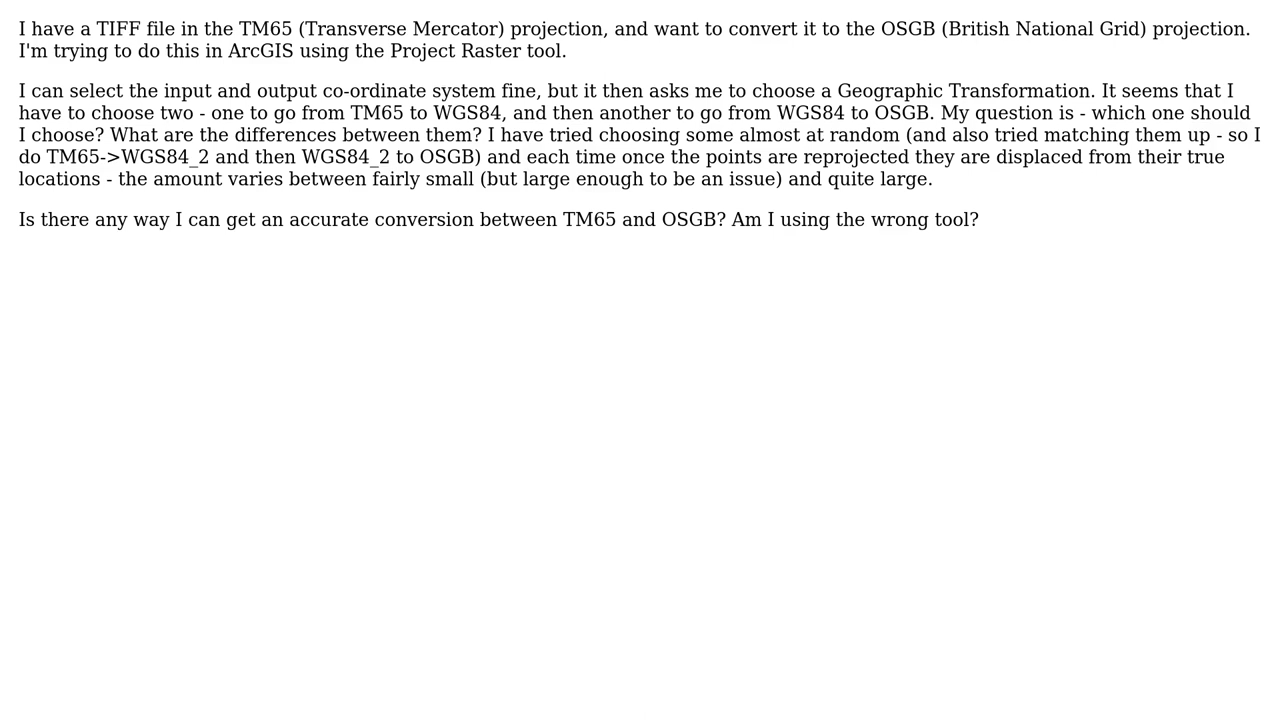 I have a TIFF file in the TM65 (Transverse Mercator) projection, and want to convert it to the OSGB (British National Grid) projection.
I'm trying to do this in ArcGIS using the Project Raster tool.
I can select the input and output co-ordinate system fine, but it then asks me to choose a Geographic Transformation. It seems that I
have to choose two - one to go from TM65 to WGS84, and then another to go from WGS84 to OSGB. My question is - which one should
I choose? What are the differences between them? I have tried choosing some almost at random (and also tried matching them up - so I
do TM65->WGS84_2 and then WGS84_2 to OSGB) and each time once the points are reprojected they are displaced from their true
locations - the amount varies between fairly small (but large enough to be an issue) and quite large.
Is there any way I can get an accurate conversion between TM65 and OSGB? Am I using the wrong tool?